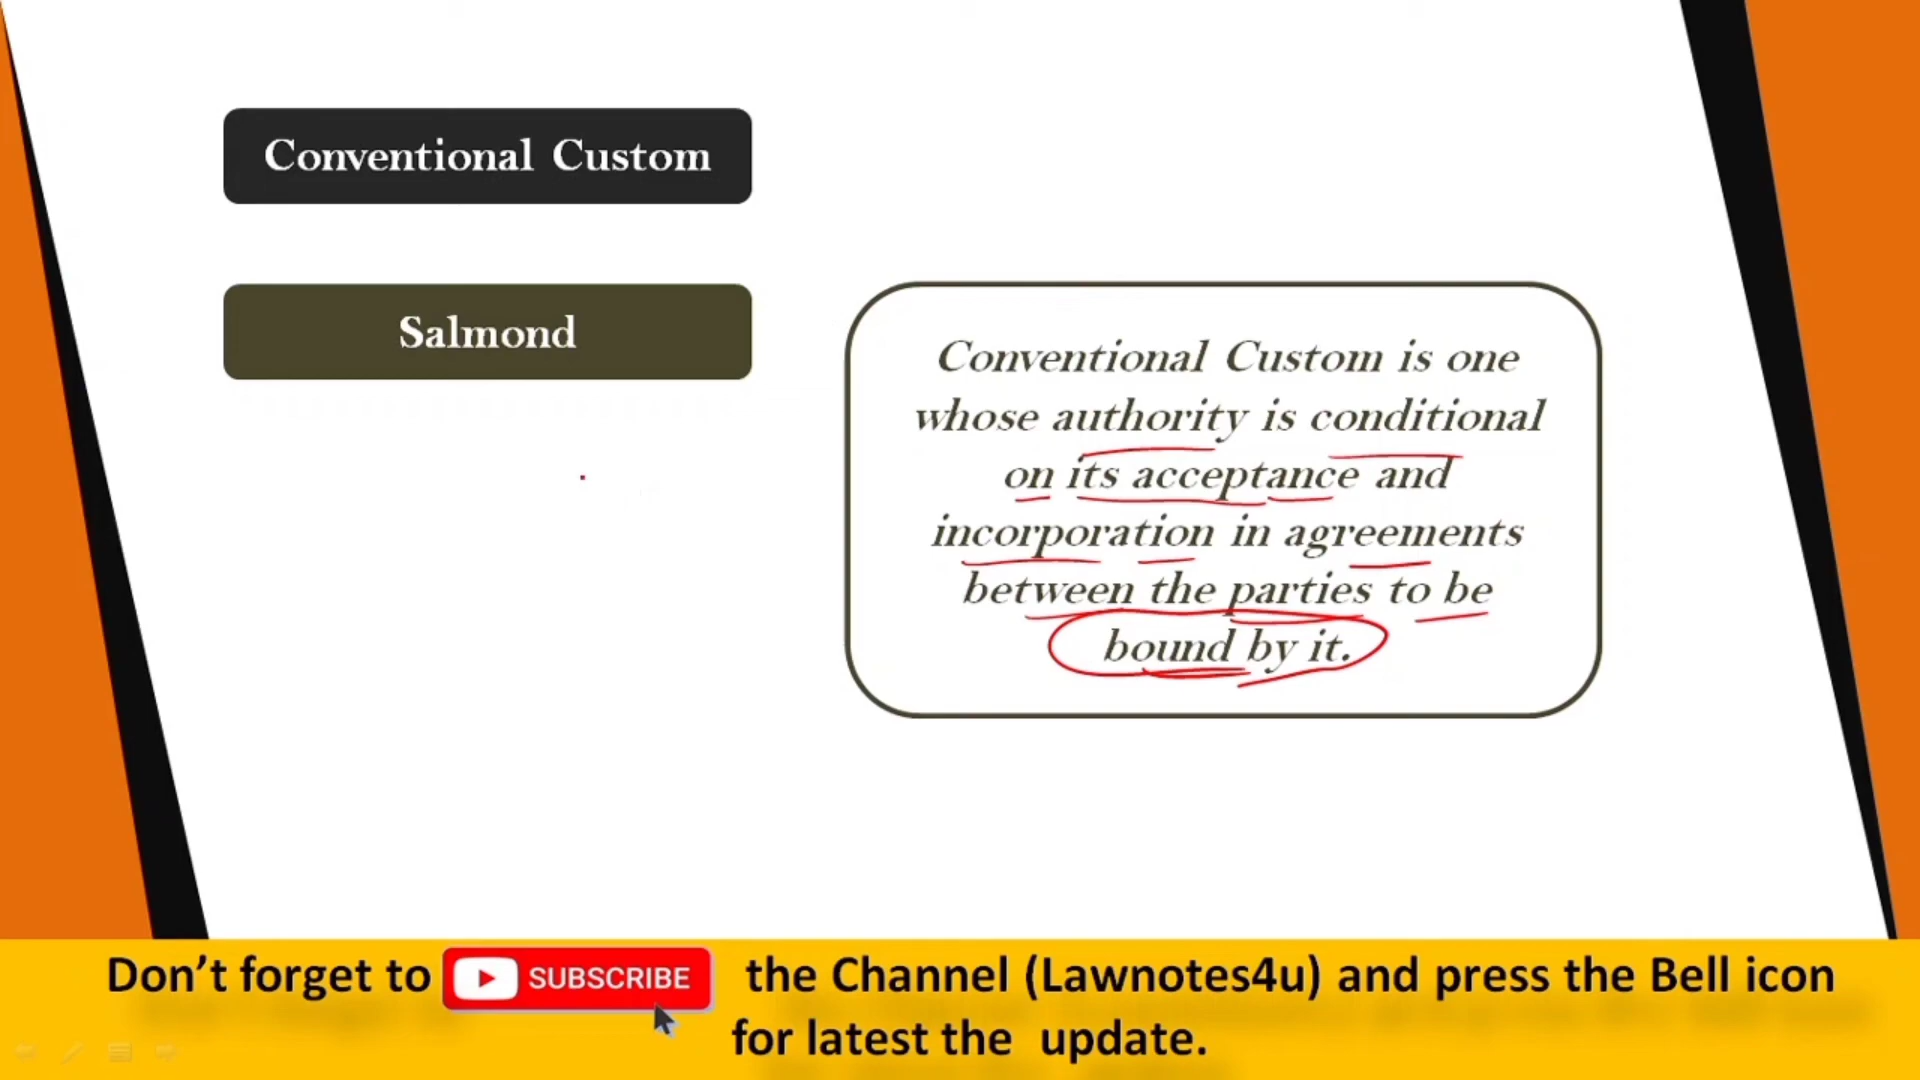 Conventional Custom
Salmond
Conventional Custom is one
whose authority is conditional
on its acceptance and
incorporation in agreements
between the parties to be
bound by it.
Don’t forget to SUBSCRIBE the Channel (Lawnotes4u) and press the Bell icon
for latest the update.